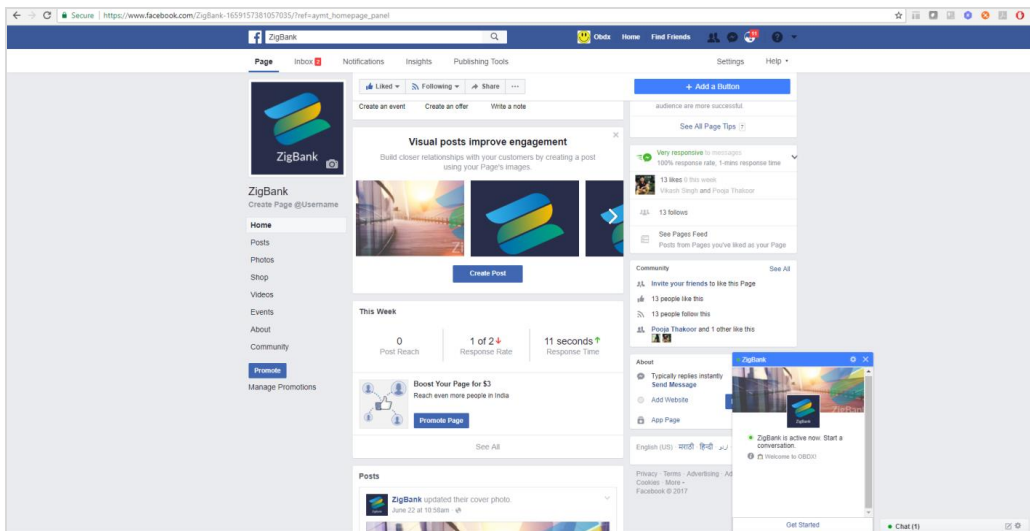 Secure | https://www.facebook.com/ZigBank-1659157381057035/?ref=aymt_homepage_panel
ZigBank
Obdx Home Find Friends
Page Inbox Notifications Insights Publishing Tools Settings Help
Liked Following Share
+ Add a Button
Create an event Create an offer Write a note
ZigBank
ZigBank
Create Page @Username
Home
Posts
Photos
Shop
Videos
Events
About
Community
Promote
Manage Promotions
Visual posts improve engagement
Build closer relationships with your customers by creating a post
using your Page's images.
Create Post
This Week
0
Post Reach
1 of 2
Response Rate
11 seconds
Response Time
Boost Your Page for $3
Reach even more people in India
Promote Page
See All
Posts
ZigBank updated their cover photo.
June 22 at 10:58am
audience are more successful.
See All Page Tips
Very responsive to messages
100% response rate, 1-mins response time
13 likes 0 this week
Vikash Singh and Pooja Thakoor
13 follows
See Pages Feed
Posts from Pages you've liked as your Page
Community See All
Invite your friends to like this Page
13 people like this
13 people follow this
Pooja Thakoor and 1 other like this
About
Typically replies instantly
Send Message
Add Website
App Page
English (US) · मराठी · हिन्दी · اردو
Privacy · Terms · Advertising · Ad
Cookies · More
Facebook © 2017
ZigBank
ZigBank
ZigBank is active now. Start a
conversation.
Welcome to OBDX!
Get Started
Chat (1)